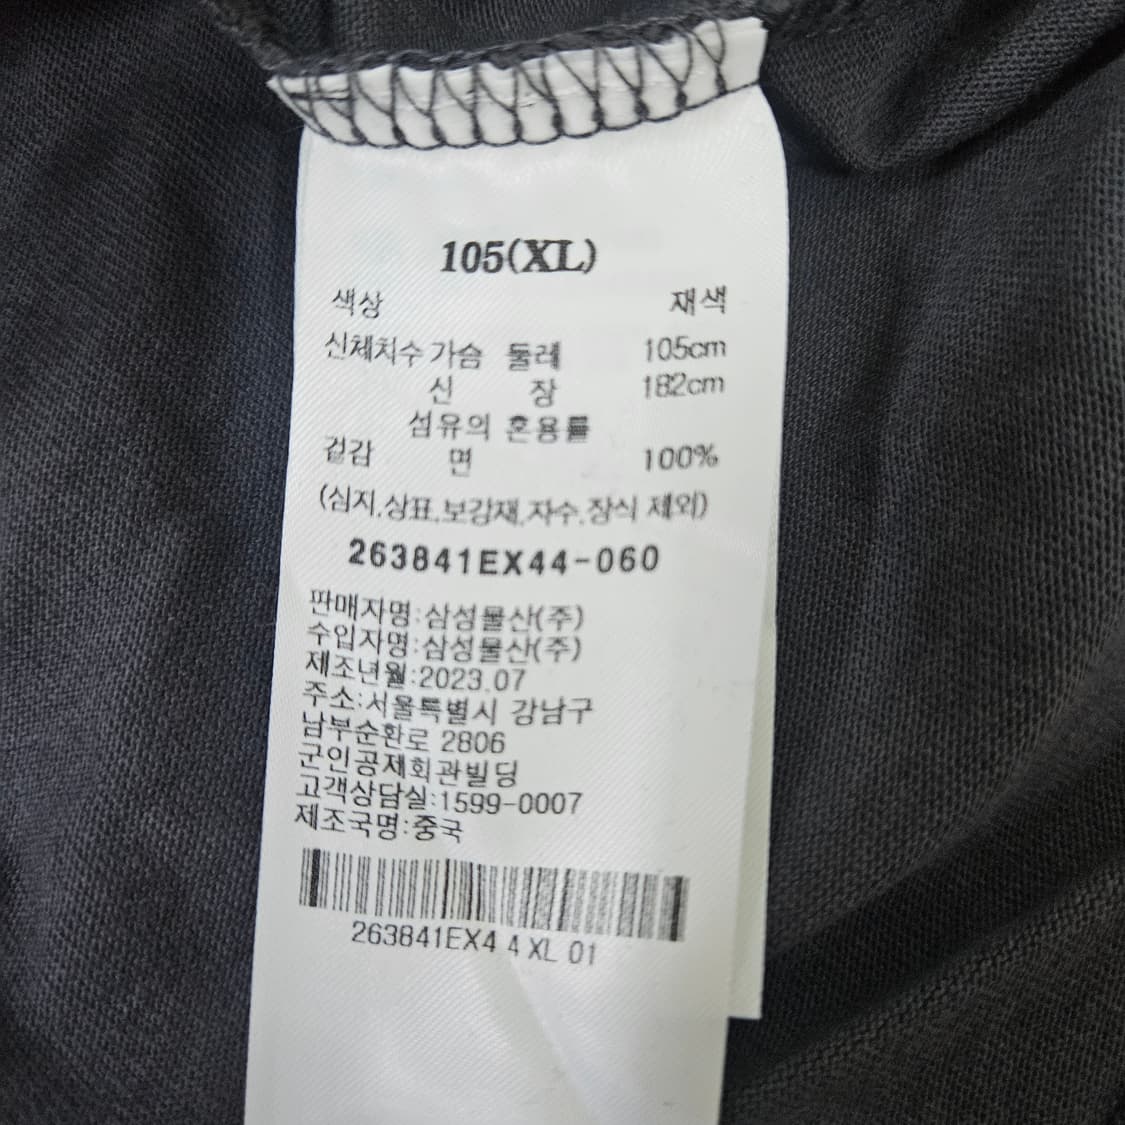 105(XL)
색상 재색
신체치수 가슴 둘레 105cm
신 장 182cm
섬유의 혼용률
겉감 면 100%
(심지,상표,보강재,자수,장식 제외)
263841EX44-060
판매자명:삼성물산(주)
수입자명:삼성물산(주)
제조년월:2023.07
주소:서울특별시 강남구
남부순환로 2806
군인공제회관빌딩
고객상담실:1599-0007
제조국명:중국
263841EX4 4 XL 01